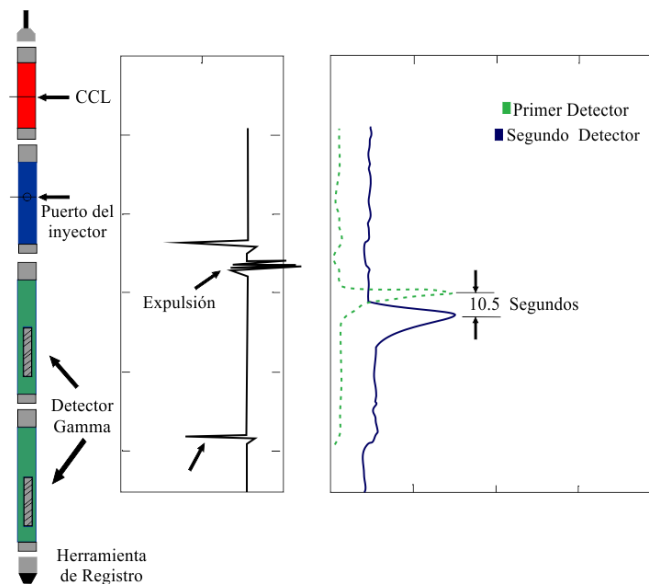 CCL
Puerto del
inyector
Expulsión
Detector
Gamma
Herramienta
de Registro
Primer Detector
Segundo Detector
10.5 Segundos